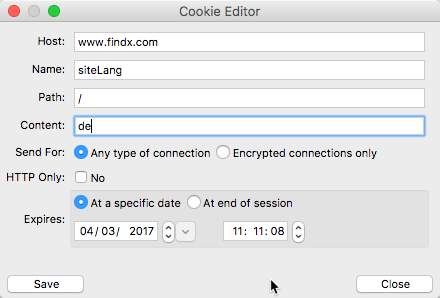 Cookie Editor
Host: www.findx.com
Name: siteLang
Path: /
Content: de
Send For: Any type of connection Encrypted connections only
HTTP Only: No
Expires: At a specific date At end of session
04/ 03/ 2017 11: 11: 08
Save Close